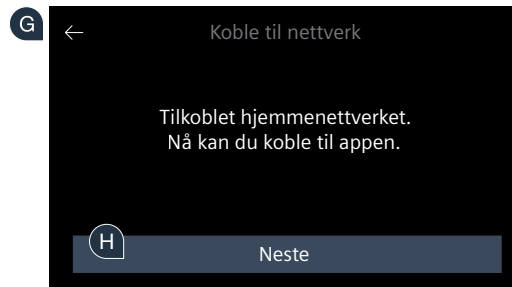 G
Koble til nettverk
Tilkoblet hjemmenettverket.
Nå kan du koble til appen.
H
Neste